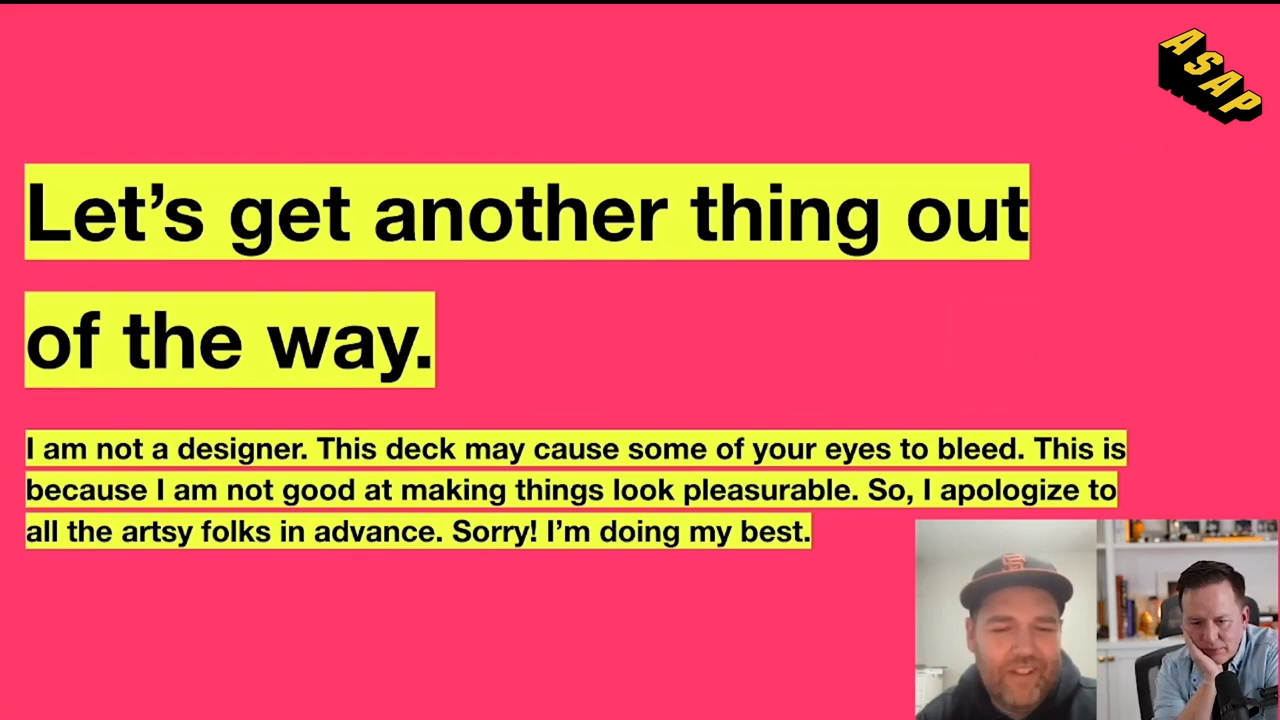 ASAP
Let’s get another thing out
of the way.
I am not a designer. This deck may cause some of your eyes to bleed. This is
because I am not good at making things look pleasurable. So, I apologize to
all the artsy folks in advance. Sorry! I’m doing my best.
SF